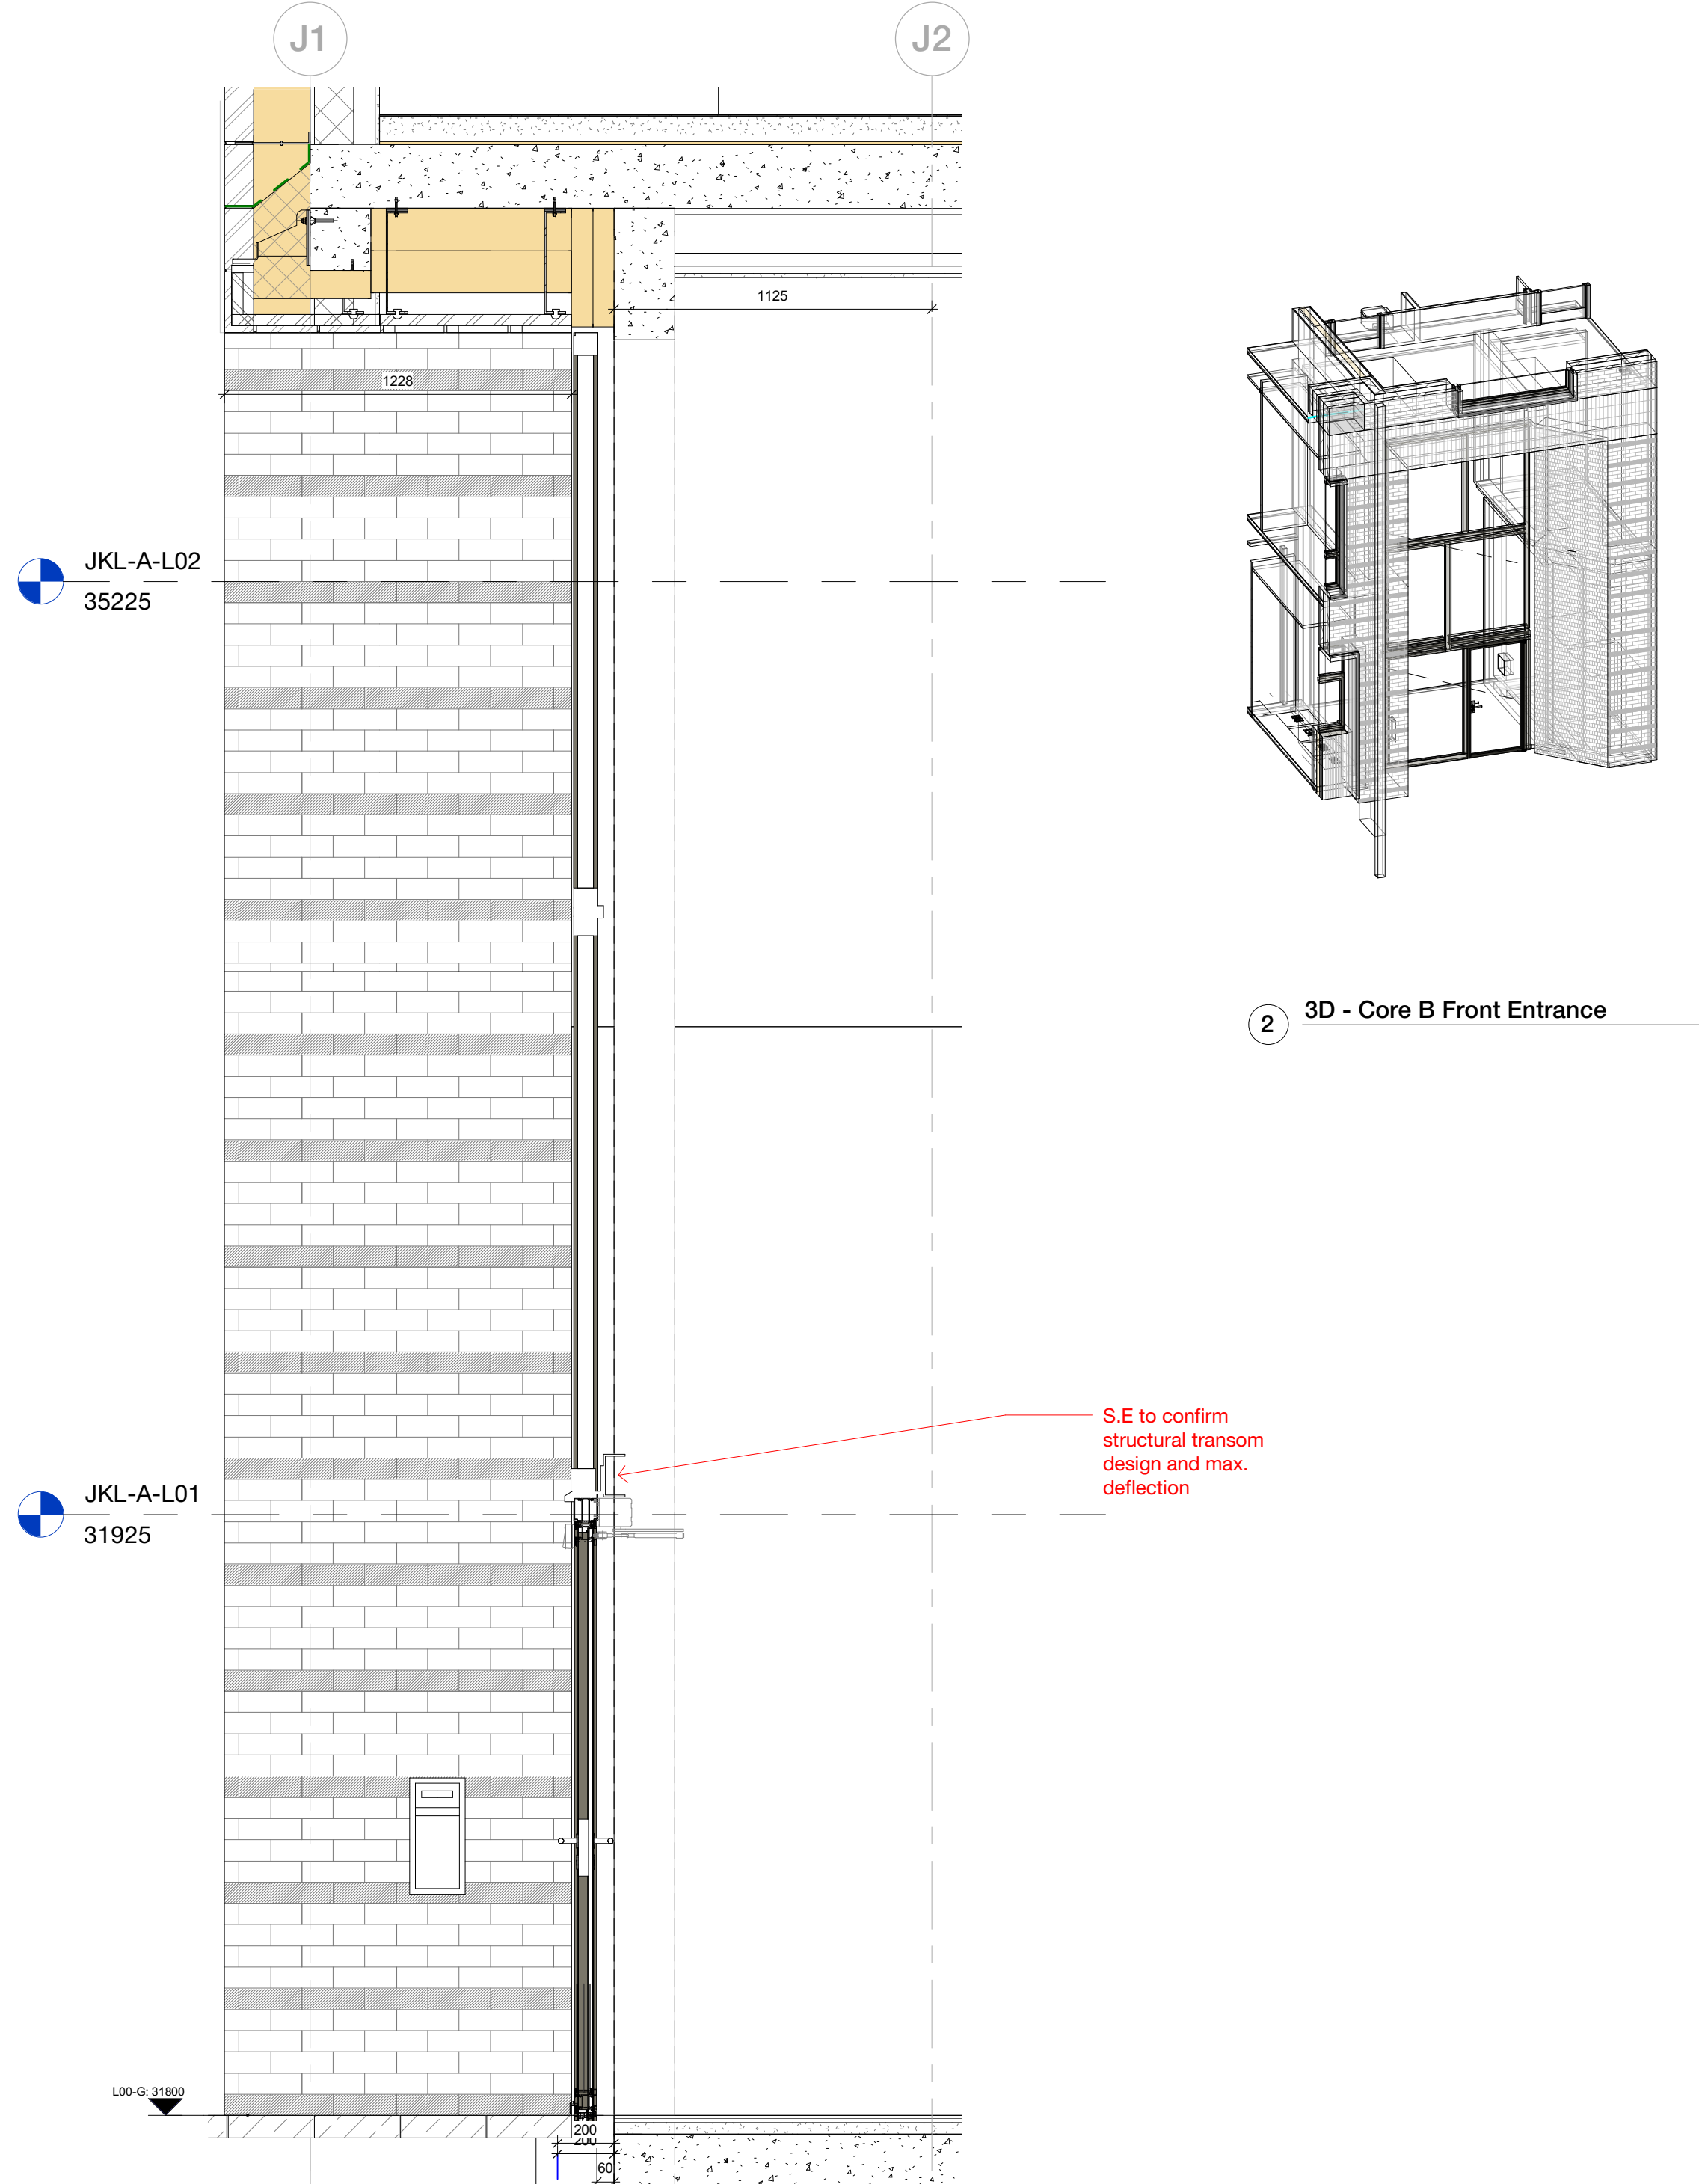 J1
J2
1125
1228
JKL-A-L02
35225
2
3D - Core B Front Entrance
S.E to confirm
structural transom
design and max.
deflection
JKL-A-L01
31925
L00-G: 31800
200
200
60